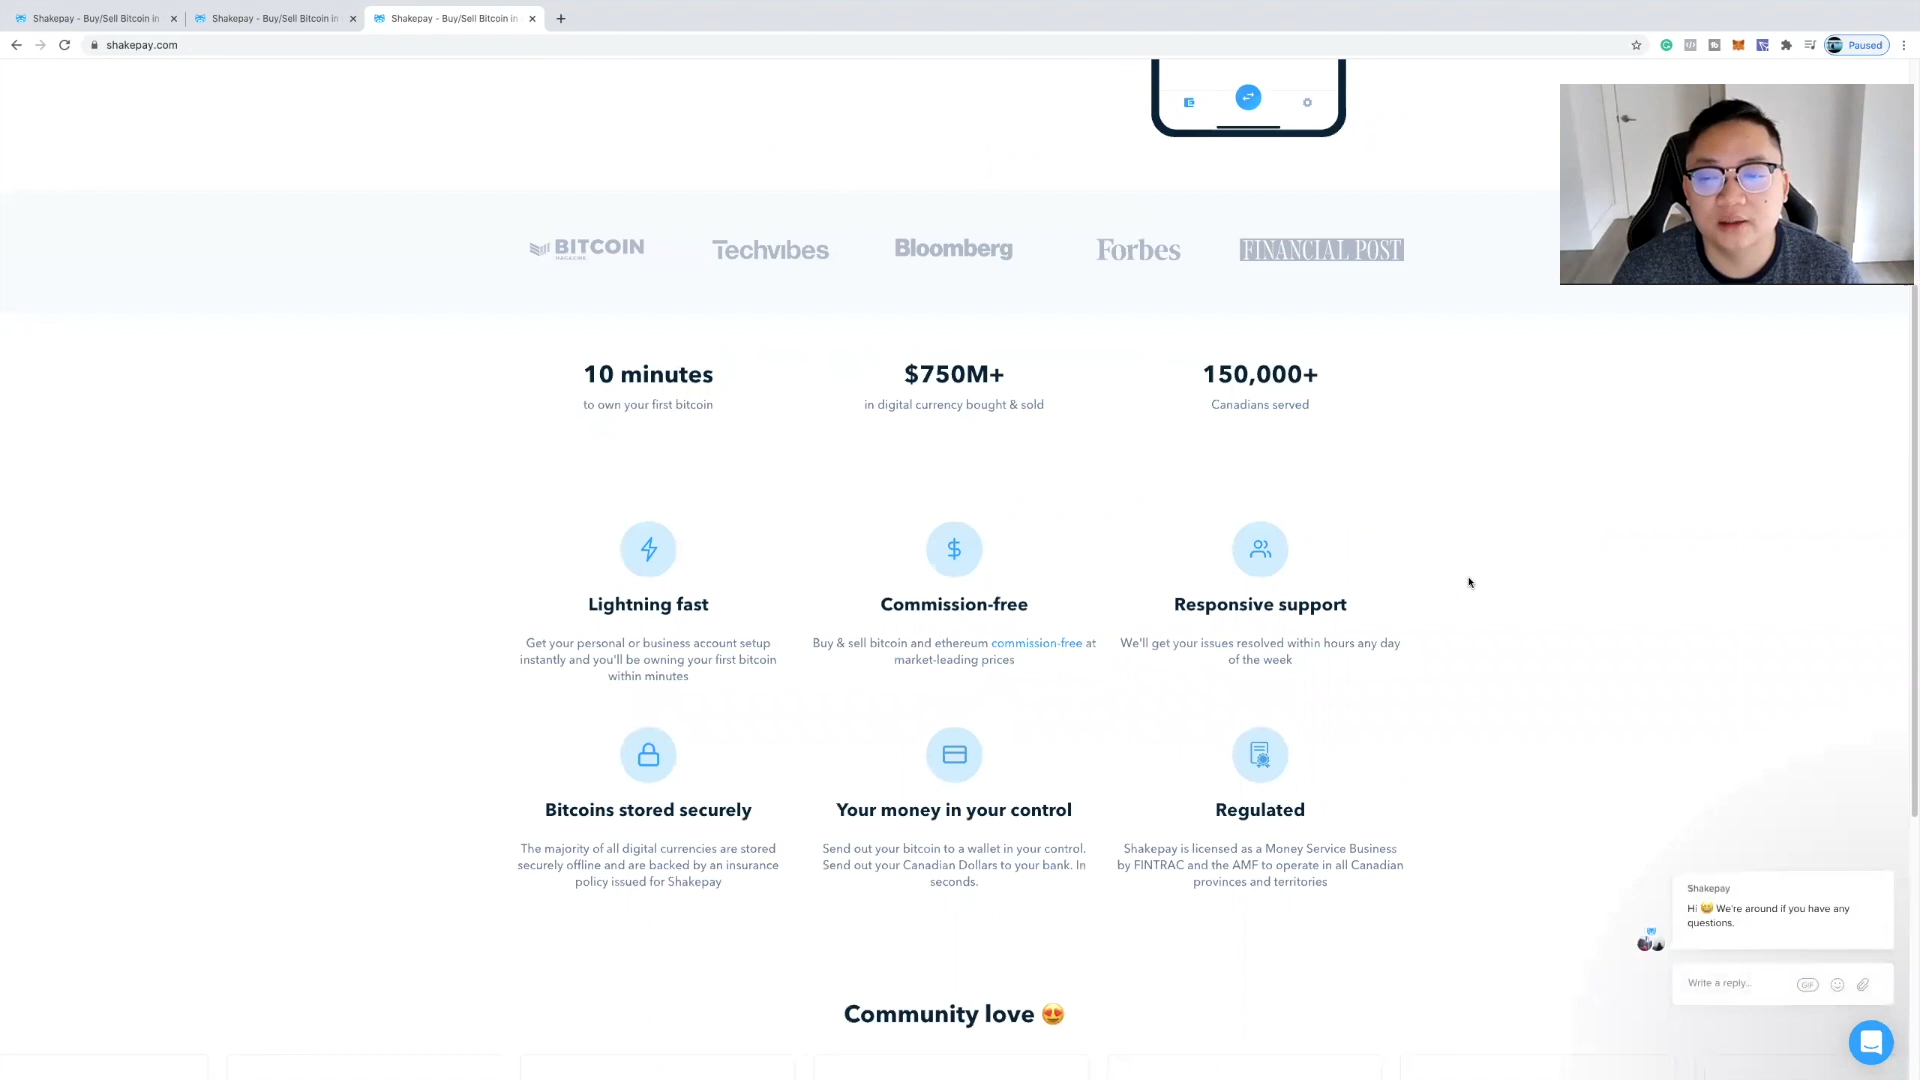 Shakepay - Buy/Sell Bitcoin in
Shakepay - Buy/Sell Bitcoin in
Shakepay - Buy/Sell Bitcoin in
shakepay.com
Paused
BITCOIN
MAGAZINE
Techvibes
Bloomberg
Forbes
FINANCIAL POST
10 minutes
to own your first bitcoin
$750M+
in digital currency bought & sold
150,000+
Canadians served
Lightning fast
Get your personal or business account setup
instantly and you'll be owning your first bitcoin
within minutes
Commission-free
Buy & sell bitcoin and ethereum commission-free at
market-leading prices
Responsive support
We'll get your issues resolved within hours any day
of the week
Bitcoins stored securely
The majority of all digital currencies are stored
securely offline and are backed by an insurance
policy issued for Shakepay
Your money in your control
Send out your bitcoin to a wallet in your control.
Send out your Canadian Dollars to your bank. In
seconds.
Regulated
Shakepay is licensed as a Money Service Business
by FINTRAC and the AMF to operate in all Canadian
provinces and territories
Shakepay
Hi 😄 We're around if you have any
questions.
Write a reply...
GIF
Community love 😍